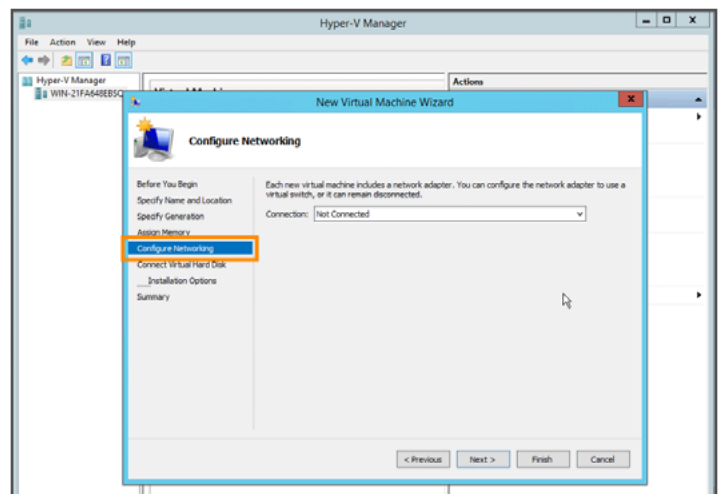 Hyper-V Manager
File Action View Help
Hyper-V Manager
WIN-21FA648EB5Q
Actions
New Virtual Machine Wizard
Configure Networking
Before You Begin
Specify Name and Location
Specify Generation
Assign Memory
Configure Networking
Connect Virtual Hard Disk
Installation Options
Summary
Each new virtual machine includes a network adapter. You can configure the network adapter to use a
virtual switch, or it can remain disconnected.
Connection: Not Connected
< Previous Next > Finish Cancel